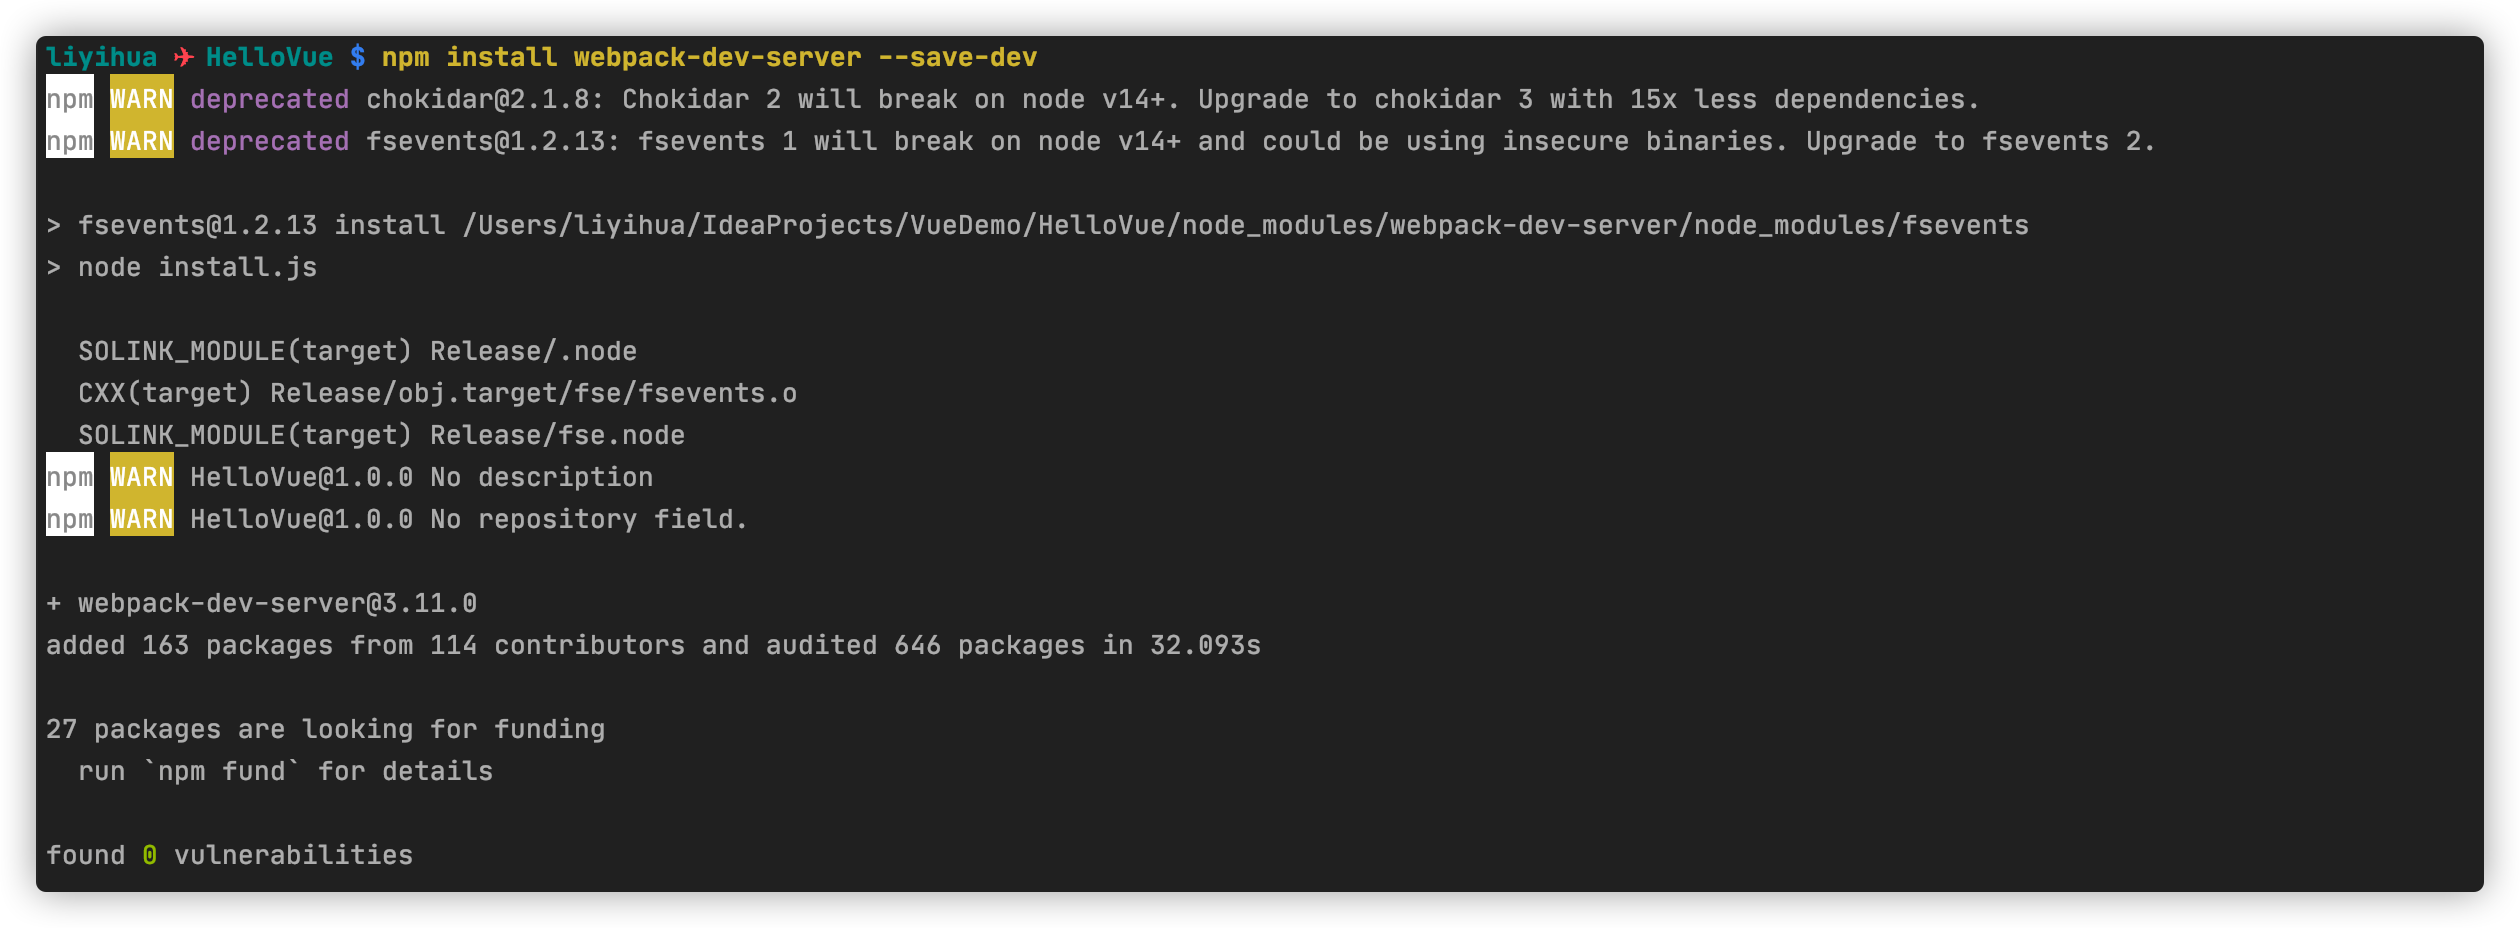 liyihua ✈ HelloVue $ npm install webpack-dev-server --save-dev
npm WARN deprecated chokidar@2.1.8: Chokidar 2 will break on node v14+. Upgrade to chokidar 3 with 15x less dependencies.
npm WARN deprecated fsevents@1.2.13: fsevents 1 will break on node v14+ and could be using insecure binaries. Upgrade to fsevents 2.
> fsevents@1.2.13 install /Users/liyihua/IdeaProjects/VueDemo/HelloVue/node_modules/webpack-dev-server/node_modules/fsevents
> node install.js
SOLINK_MODULE(target) Release/.node
CXX(target) Release/obj.target/fse/fsevents.o
SOLINK_MODULE(target) Release/fse.node
npm WARN HelloVue@1.0.0 No description
npm WARN HelloVue@1.0.0 No repository field.
+ webpack-dev-server@3.11.0
added 163 packages from 114 contributors and audited 646 packages in 32.093s
27 packages are looking for funding
run `npm fund` for details
found 0 vulnerabilities